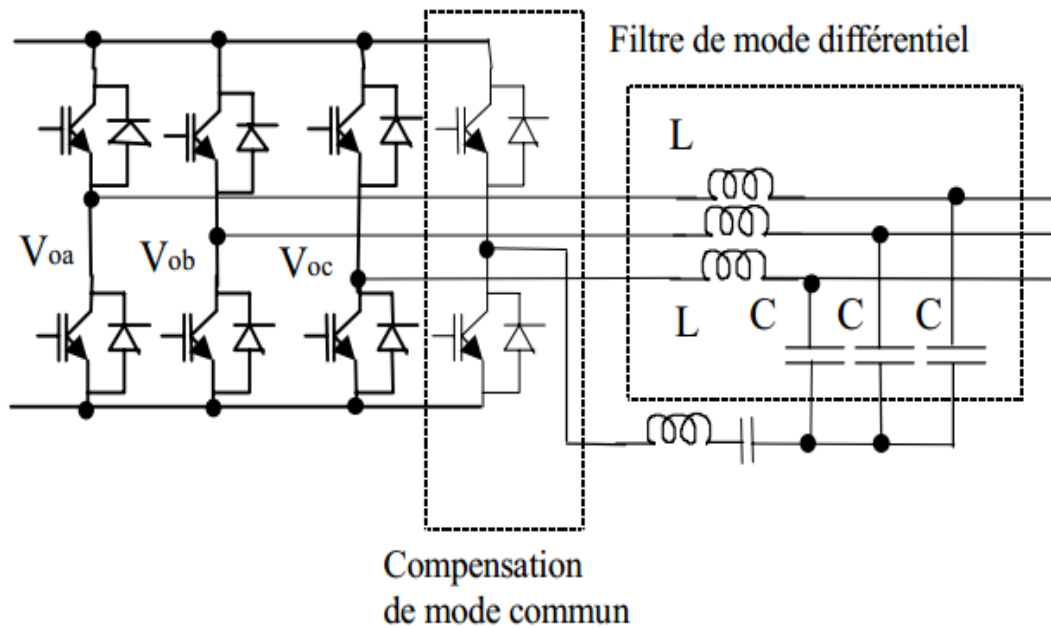 Filtre de mode différentiel
L
Voa
Vob
Voc
L
C
C
C
Compensation
de mode commun